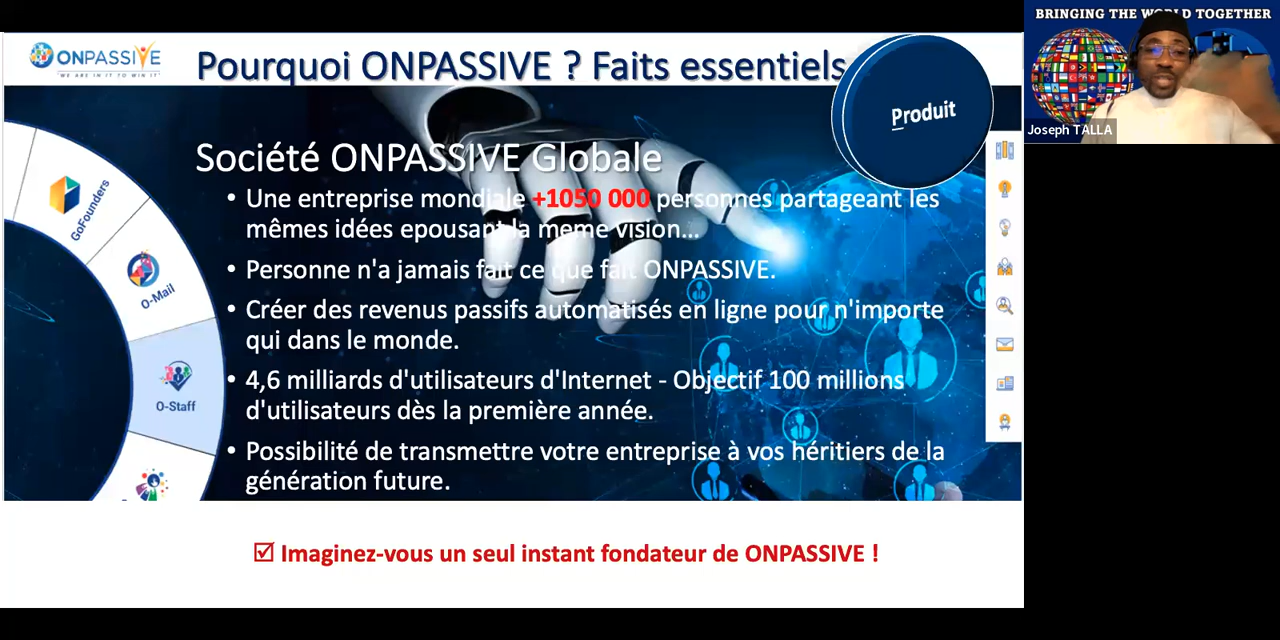 ONPASSIVE
"WE ARE IN IT TO WIN IT"
Pourquoi ONPASSIVE ? Faits essentiels
Produit
BRINGING THE WORLD TOGETHER
Joseph TALLA
Société ONPASSIVE Globale
• Une entreprise mondiale +1050 000 personnes partageant les
mêmes idées epousant la meme vision...
• Personne n'a jamais fait ce que fait ONPASSIVE.
• Créer des revenus passifs automatisés en ligne pour n'importe
qui dans le monde.
• 4,6 milliards d'utilisateurs d'Internet - Objectif 100 millions
d'utilisateurs dès la première année.
• Possibilité de transmettre votre entreprise à vos héritiers de la
génération future.
GoFounders
O-Mail
O-Staff
☑ Imaginez-vous un seul instant fondateur de ONPASSIVE !